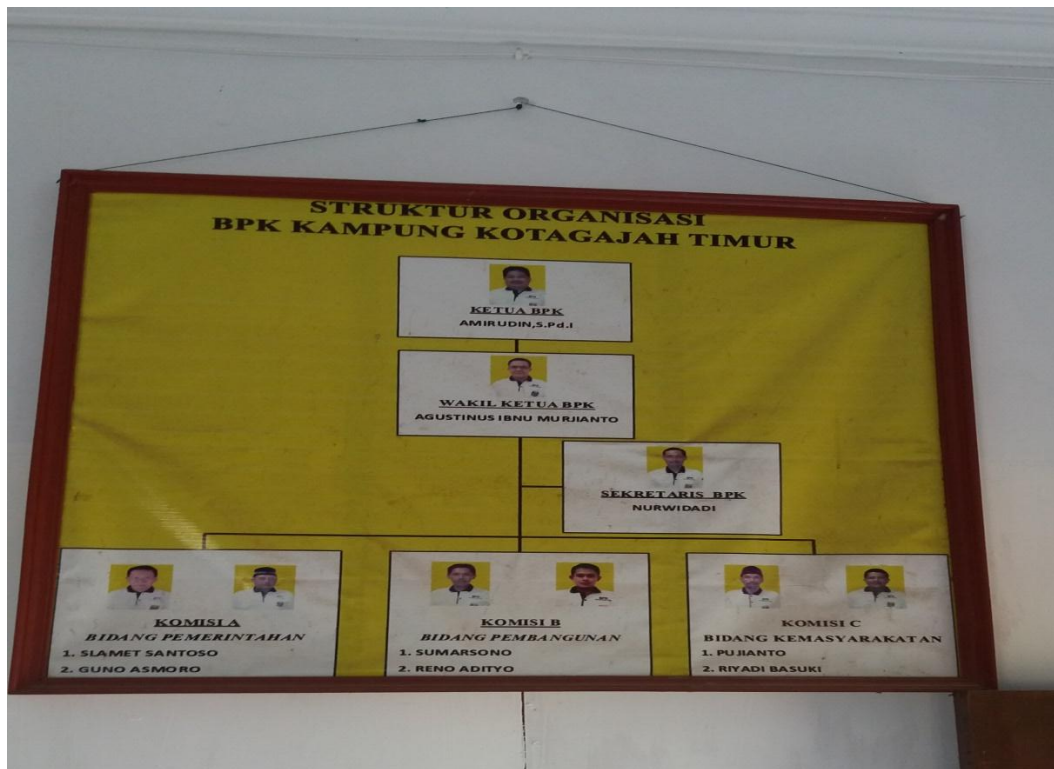 STRUKTUR ORGANISASI
BPK KAMPUNG KOTAGAJAH TIMUR
KETUA BPK
AMIRUDIN,S.Pd.I
WAKIL KETUA BPK
AGUSTINUS IBNU MURJIANTO
SEKRETARIS BPK
NURWIDADI
KOMISI A
BIDANG PEMERINTAHAN
1. SLAMET SANTOSO
2. GUNO ASMORO
KOMISI B
BIDANG PEMBANGUNAN
1. SUMARSONO
2. RENO ADITYO
KOMISI C
BIDANG KEMASYARAKATAN
1. PUJIANTO
2. RIYADI BASUKI